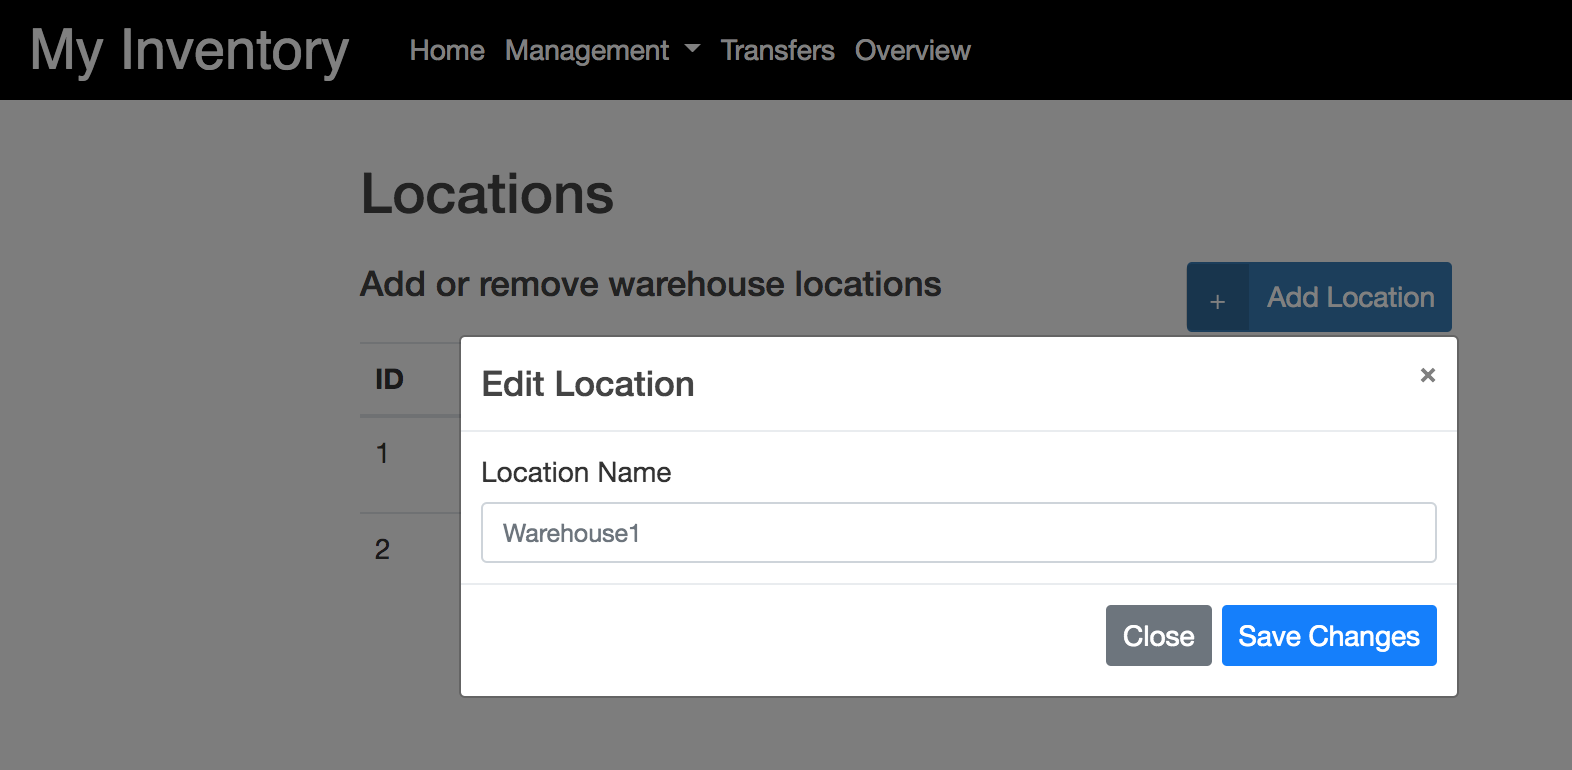 My Inventory Home Management Transfers Overview
Locations
Add or remove warehouse locations
+ Add Location
ID
1
2
Edit Location ×
Location Name
Warehouse1
Close Save Changes